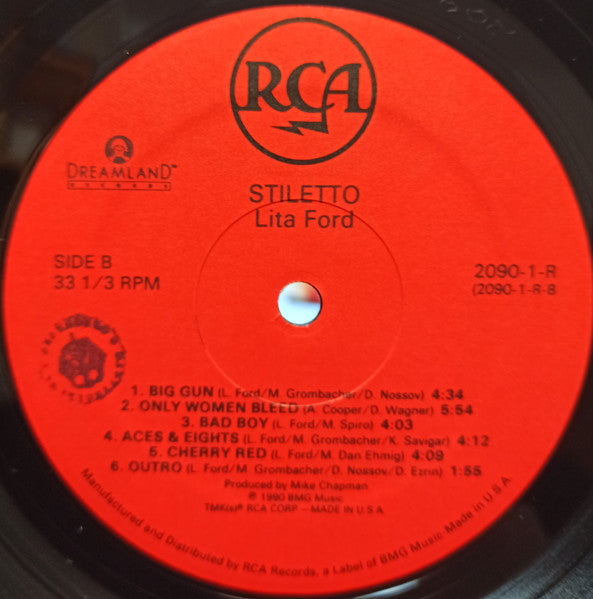 RCA
DREAMLAND™
RECORDS
STILETTO
Lita Ford
SIDE B
33 1/3 RPM
2090-1-R
(2090-1-R-B
1. BIG GUN (L. Ford/M. Grombacher/D. Nossov) 4:34
2. ONLY WOMEN BLEED (A. Cooper/D. Wagner) 5:54
3. BAD BOY (L. Ford/M. Spiro) 4:03
4. ACES & EIGHTS (L. Ford/M. Grombacher/K. Savigar) 4:12
5. CHERRY RED (L. Ford/M. Dan Ehmig) 4:09
6. OUTRO (L. Ford/M. Grombacher/D. Nossov/D. Ezrin) 1:55
Produced by Mike Chapman
℗ 1990 BMG Music
TMK(s)® RCA CORP. – MADE IN U.S.A.
Manufactured and Distributed by RCA Records, a Label of BMG Music Made in U.S.A.